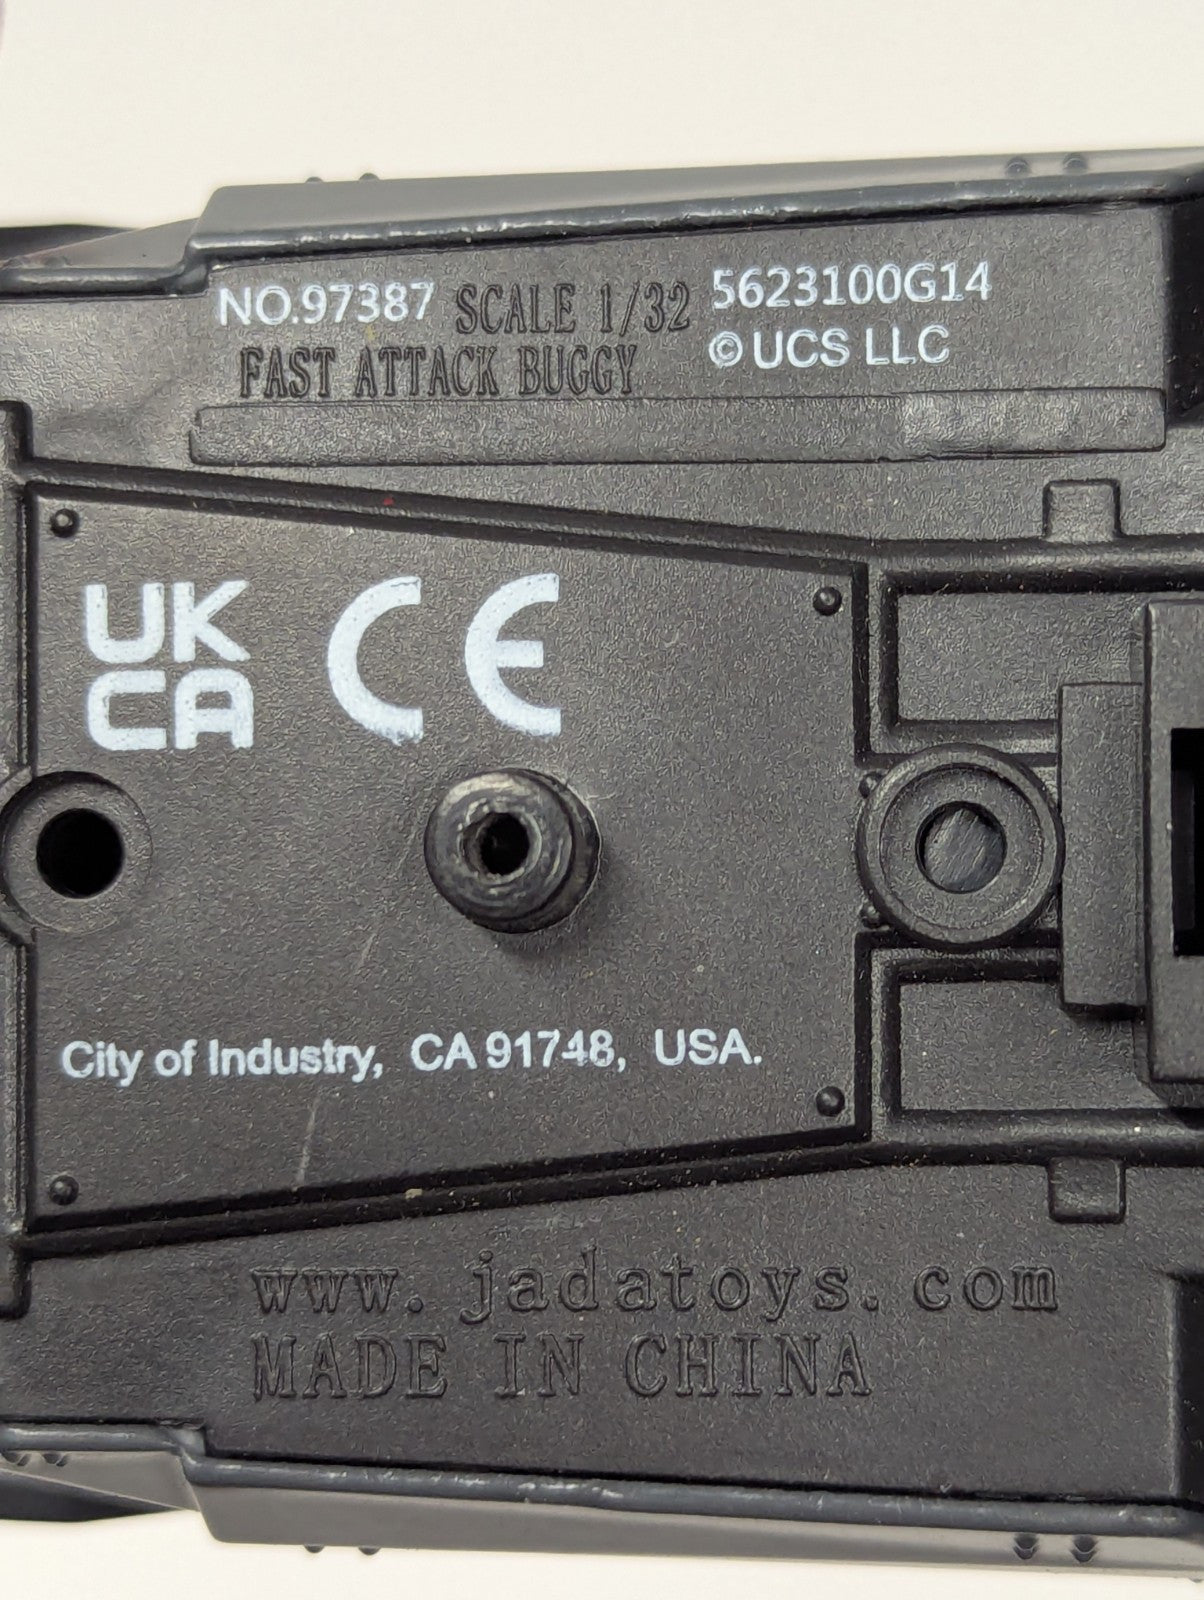 NO.97387 SCALE 1/32 5623100G14
FAST ATTACK BUGGY ©UCS LLC
UK
CA CE
City of Industry, CA 91748, USA.
www.jadatoys.com
MADE IN CHINA